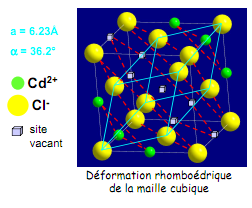 a = 6.23Å
α = 36.2°
Cd²⁺
Cl⁻
site
vacant
Déformation rhomboédrique
de la maille cubique